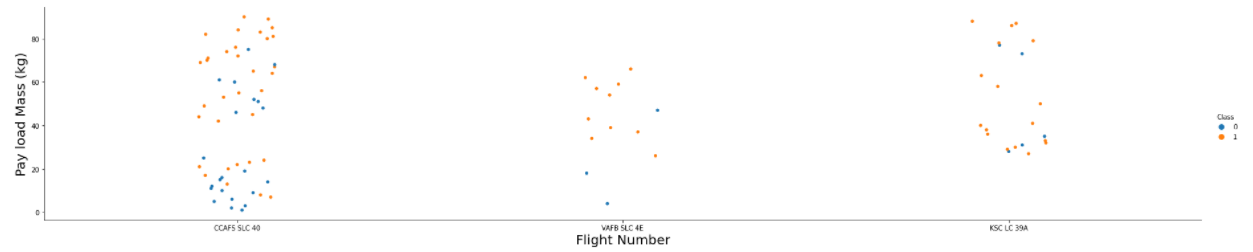 Pay load Mass (kg)
80
60
40
20
0
CCAFS SLC 40
VAFB SLC 4E
KSC LC 39A
Flight Number
Class
0
1